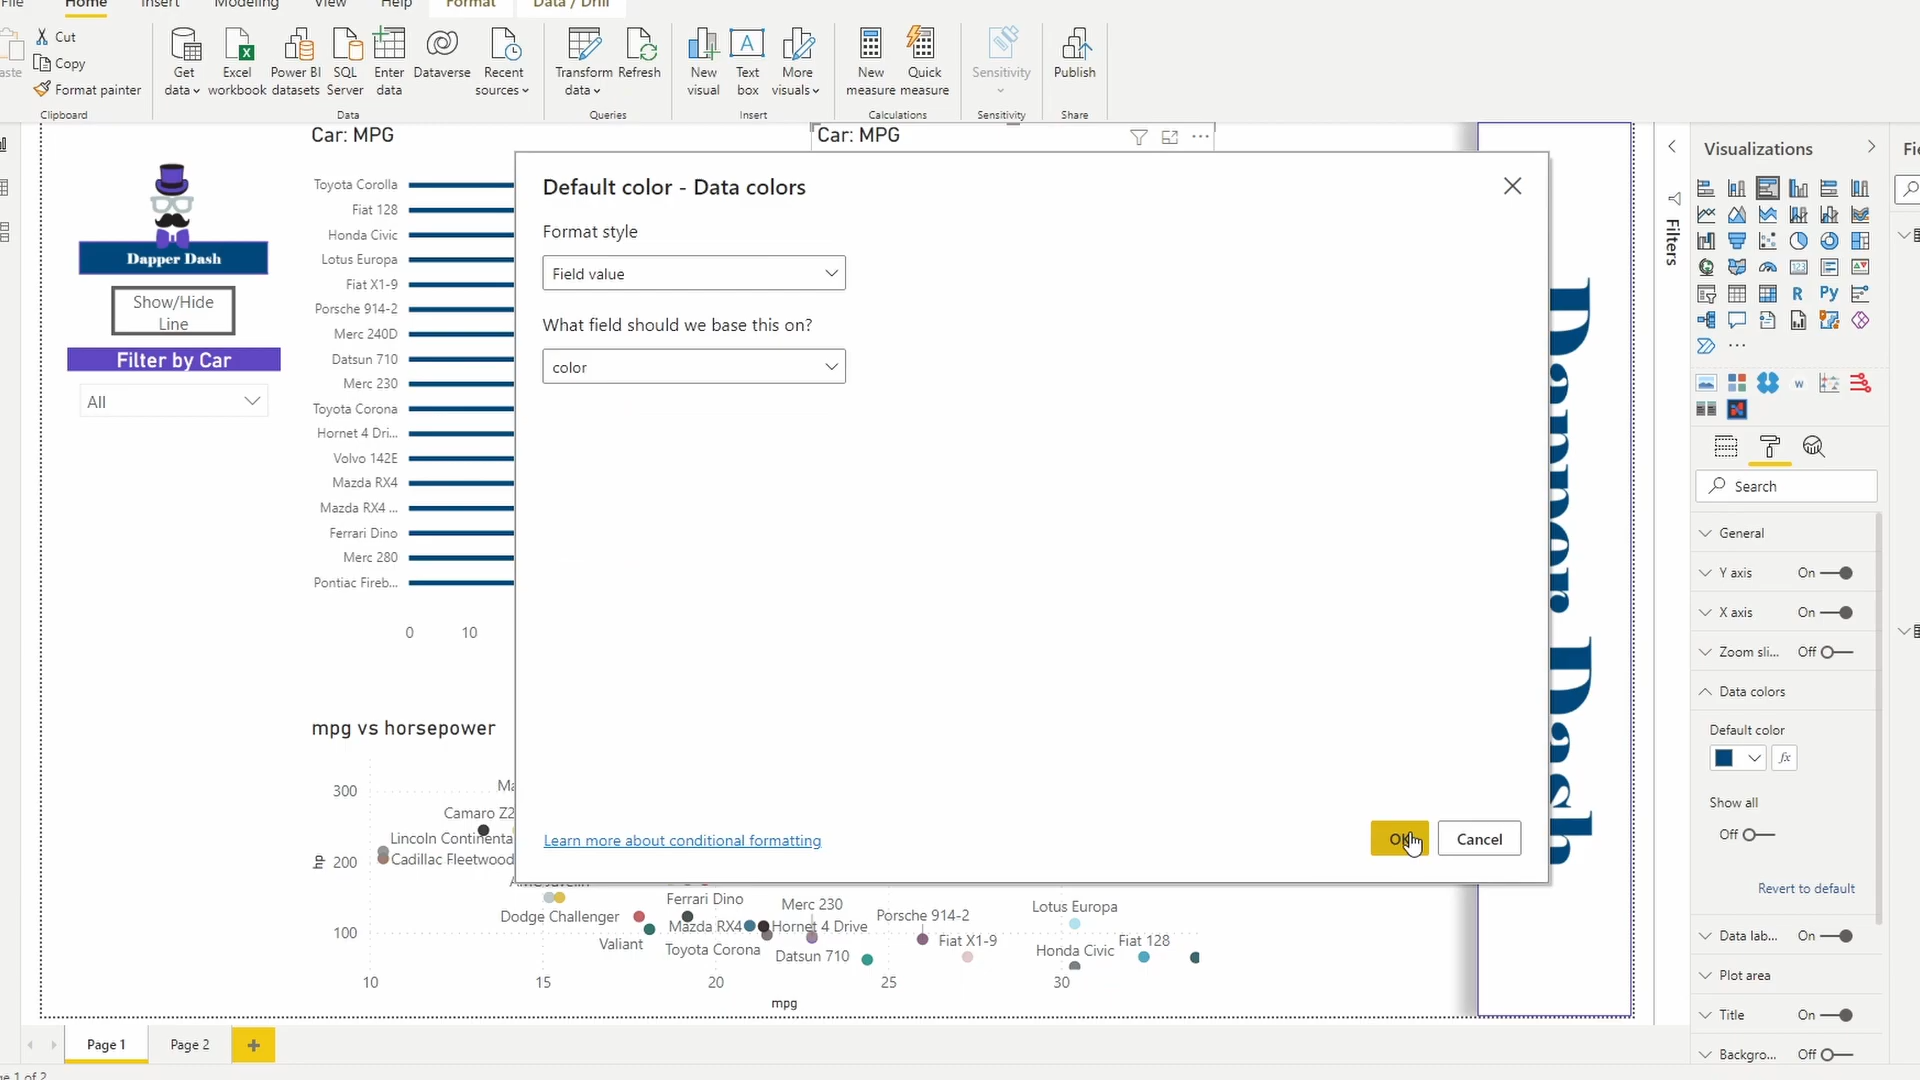 File Home Insert Modeling View Help Format Data / Drill
Cut
Copy
Format painter
Clipboard
Get data
Excel workbook
Power BI datasets
SQL Server
Enter data
Dataverse
Recent sources
Data
Transform data
Refresh
Queries
New visual
Text box
More visuals
Insert
New measure
Quick measure
Calculations
Sensitivity
Sensitivity
Publish
Share
Dapper Dash
Show/Hide
Line
Filter by Car
All
Car: MPG
Toyota Corolla
Fiat 128
Honda Civic
Lotus Europa
Fiat X1-9
Porsche 914-2
Merc 240D
Datsun 710
Merc 230
Toyota Corona
Hornet 4 Dri...
Volvo 142E
Mazda RX4
Mazda RX4 ...
Ferrari Dino
Merc 280
Pontiac Fireb...
0 10
Car: MPG
Default color - Data colors
Format style
Field value
What field should we base this on?
color
Learn more about conditional formatting
Cancel
mpg vs horsepower
300
200
100
hp
Camaro Z2
Lincoln Continenta
Cadillac Fleetwood
Dodge Challenger
Valiant
Ferrari Dino
Mazda RX4
Toyota Corona
Merc 230
Hornet 4 Drive
Datsun 710
Porsche 914-2
Fiat X1-9
Lotus Europa
Honda Civic
Fiat 128
10 15 20 25 30
mpg
Dapper Dash
Filters
Visualizations
R Py
Search
General
Y axis On
X axis On
Zoom sli... Off
Data colors
Default color
fx
Show all
Off
Revert to default
Data lab... On
Plot area
Title On
Backgro... Off
Page 1
Page 2
+